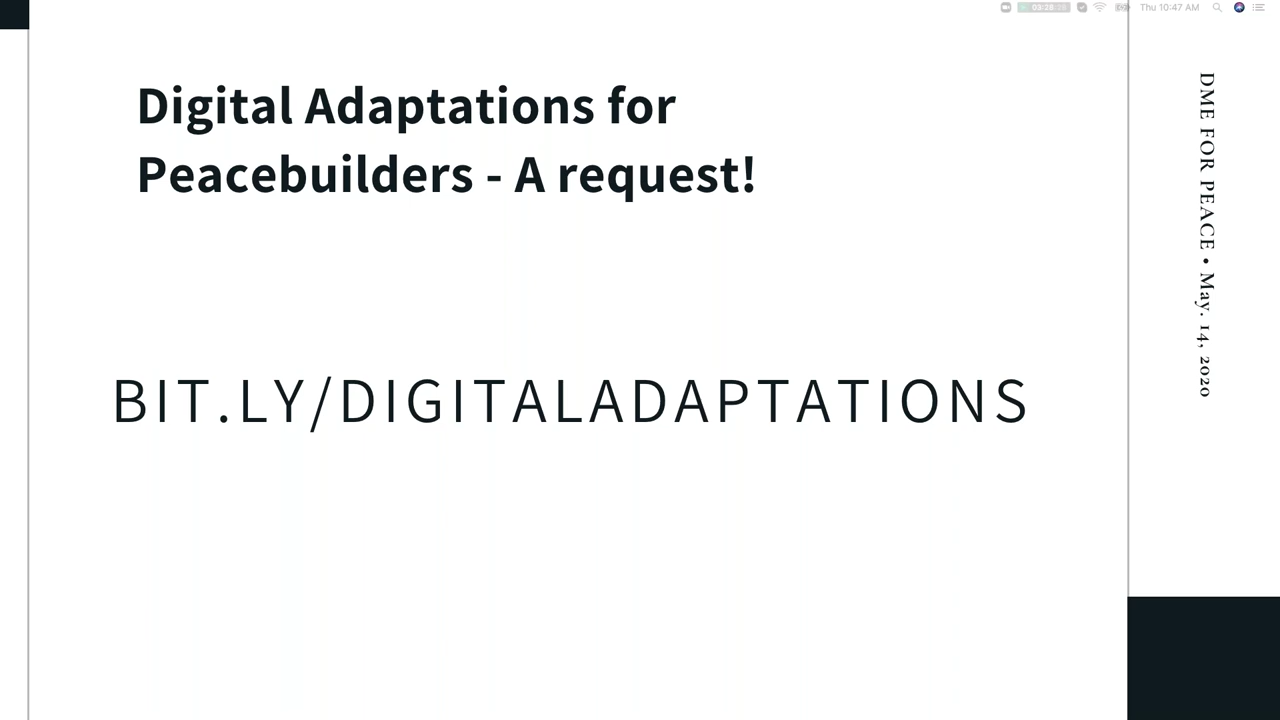 Thu 10:47 AM
Digital Adaptations for
Peacebuilders - A request!
BIT.LY/DIGITALADAPTATIONS
DME FOR PEACE • May. 14, 2020